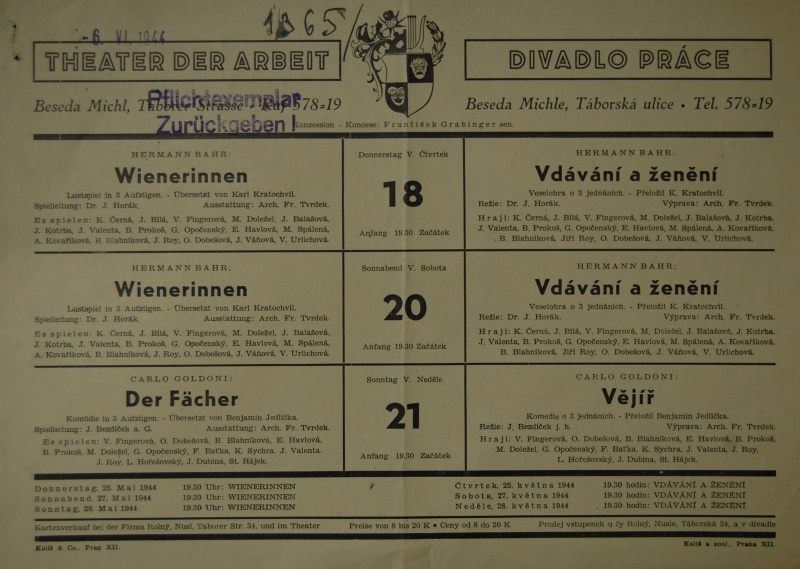 -6. VI. 1944
1365/
THEATER DER ARBEIT
DIVADLO PRÁCE
Beseda Michl, Taborer Strasse • Ruf 578=19
Beseda Michle, Táborská ulice • Tel. 578=19
Pflichtexemplar
Zurückgeben!
Konzession - Koncese: František Grabinger sen.
HERMANN BAHR:
Wienerinnen
Lustspiel in 3 Aufzügen. - Übersetzt von Karl Kratochvíl.
Spielleitung: Dr. J. Horák. Ausstattung: Arch. Fr. Tvrdek.
Es spielen: K. Černá, J. Bílá, V. Fingerová, M. Doležel, J. Balašová,
J. Kotrba, J. Valenta, B. Prokoš, G. Opočenský, E. Havlová, M. Spálená,
A. Kovaříková, B. Blahníková, J. Roy, O. Dobešová, J. Váňová, V. Urlichová.
Donnerstag V. Čtvrtek
18
Anfang 19.30 Začátek
HERMANN BAHR:
Vdávání a ženění
Veselohra o 3 jednáních. - Přeložil K. Kratochvíl.
Režie: Dr. J. Horák. Výprava: Arch. Fr. Tvrdek.
Hrají: K. Černá, J. Bílá, V. Fingerová, M. Doležel, J. Balašová, J. Kotrba,
J. Valenta, B. Prokoš, G. Opočenský, E. Havlová, M. Spálená, A. Kovaříková,
B. Blahníková, Jiří Roy, O. Dobešová, J. Váňová, V. Urlichová.
HERMANN BAHR:
Wienerinnen
Lustspiel in 3 Aufzügen. - Übersetzt von Karl Kratochvíl.
Spielleitung: Dr. J. Horák. Ausstattung: Arch. Fr. Tvrdek.
Es spielen: K. Černá, J. Bílá, V. Fingerová, M. Doležel, J. Balašová,
J. Kotrba, J. Valenta, B. Prokoš, G. Opočenský, E. Havlová, M. Spálená,
A. Kovaříková, B. Blahníková, J. Roy, O. Dobešová, J. Váňová, V. Urlichová.
Sonnabend V. Sobota
20
Anfang 19.30 Začátek
HERMANN BAHR:
Vdávání a ženění
Veselohra o 3 jednáních. - Přeložil K. Kratochvíl.
Režie: Dr. J. Horák. Výprava: Arch. Fr. Tvrdek.
Hrají: K. Černá, J. Bílá, V. Fingerová, M. Doležel, J. Balašová, J. Kotrba,
J. Valenta, B. Prokoš, G. Opočenský, E. Havlová, M. Spálená, A. Kovaříková,
B. Blahníková, Jiří Roy, O. Dobešová, J. Váňová, V. Urlichová.
CARLO GOLDONI:
Der Fächer
Komödie in 3 Aufzügen. - Übersetzt von Benjamin Jedlička.
Spielleitung: J. Bezdíček a. G. Ausstattung: Arch. Fr. Tvrdek.
Es spielen: V. Fingerová, O. Dobešová, B. Blahníková, E. Havlová,
B. Prokoš, M. Doležel, G. Opočenský, F. Baťka, K. Sychra, J. Valenta,
J. Roy, L. Hořešovský, J. Dubina, St. Hájek.
Sonntag V. Neděle
21
Anfang 19.30 Začátek
CARLO GOLDONI:
Vějíř
Komedie o 3 jednáních. - Přeložil Benjamin Jedlička.
Režie: J. Bezdíček j. h. Výprava: Arch. Fr. Tvrdek.
Hrají: V. Fingerová, O. Dobešová, B. Blahníková, E. Havlová, B. Prokoš,
M. Doležel, G. Opočenský, F. Baťka, K. Sychra, J. Valenta, J. Roy,
L. Hořešovský, J. Dubina, St. Hájek.
Donnerstag, 25. Mai 1944 19.30 Uhr: WIENERINNEN
Sonnabend, 27. Mai 1944 19.30 Uhr: WIENERINNEN
Sonntag, 28. Mai 1944 19.30 Uhr: WIENERINNEN
Čtvrtek, 25. května 1944 19.30 hodin: VDÁVÁNÍ A ŽENĚNÍ
Sobota, 27. května 1944 19.30 hodin: VDÁVÁNÍ A ŽENĚNÍ
Neděle, 28. května 1944 19.30 hodin: VDÁVÁNÍ A ŽENĚNÍ
Kartenverkauf bei der Firma Rolný, Nusl, Taborer Str. 34, und im Theater Preise von 8 bis 20 K • Ceny od 8 do 20 K Prodej vstupenek u fy Rolný, Nusle, Táborská 34, a v divadle
Kolíš & Co., Prag XII.
Kolíš a spol., Praha XII.